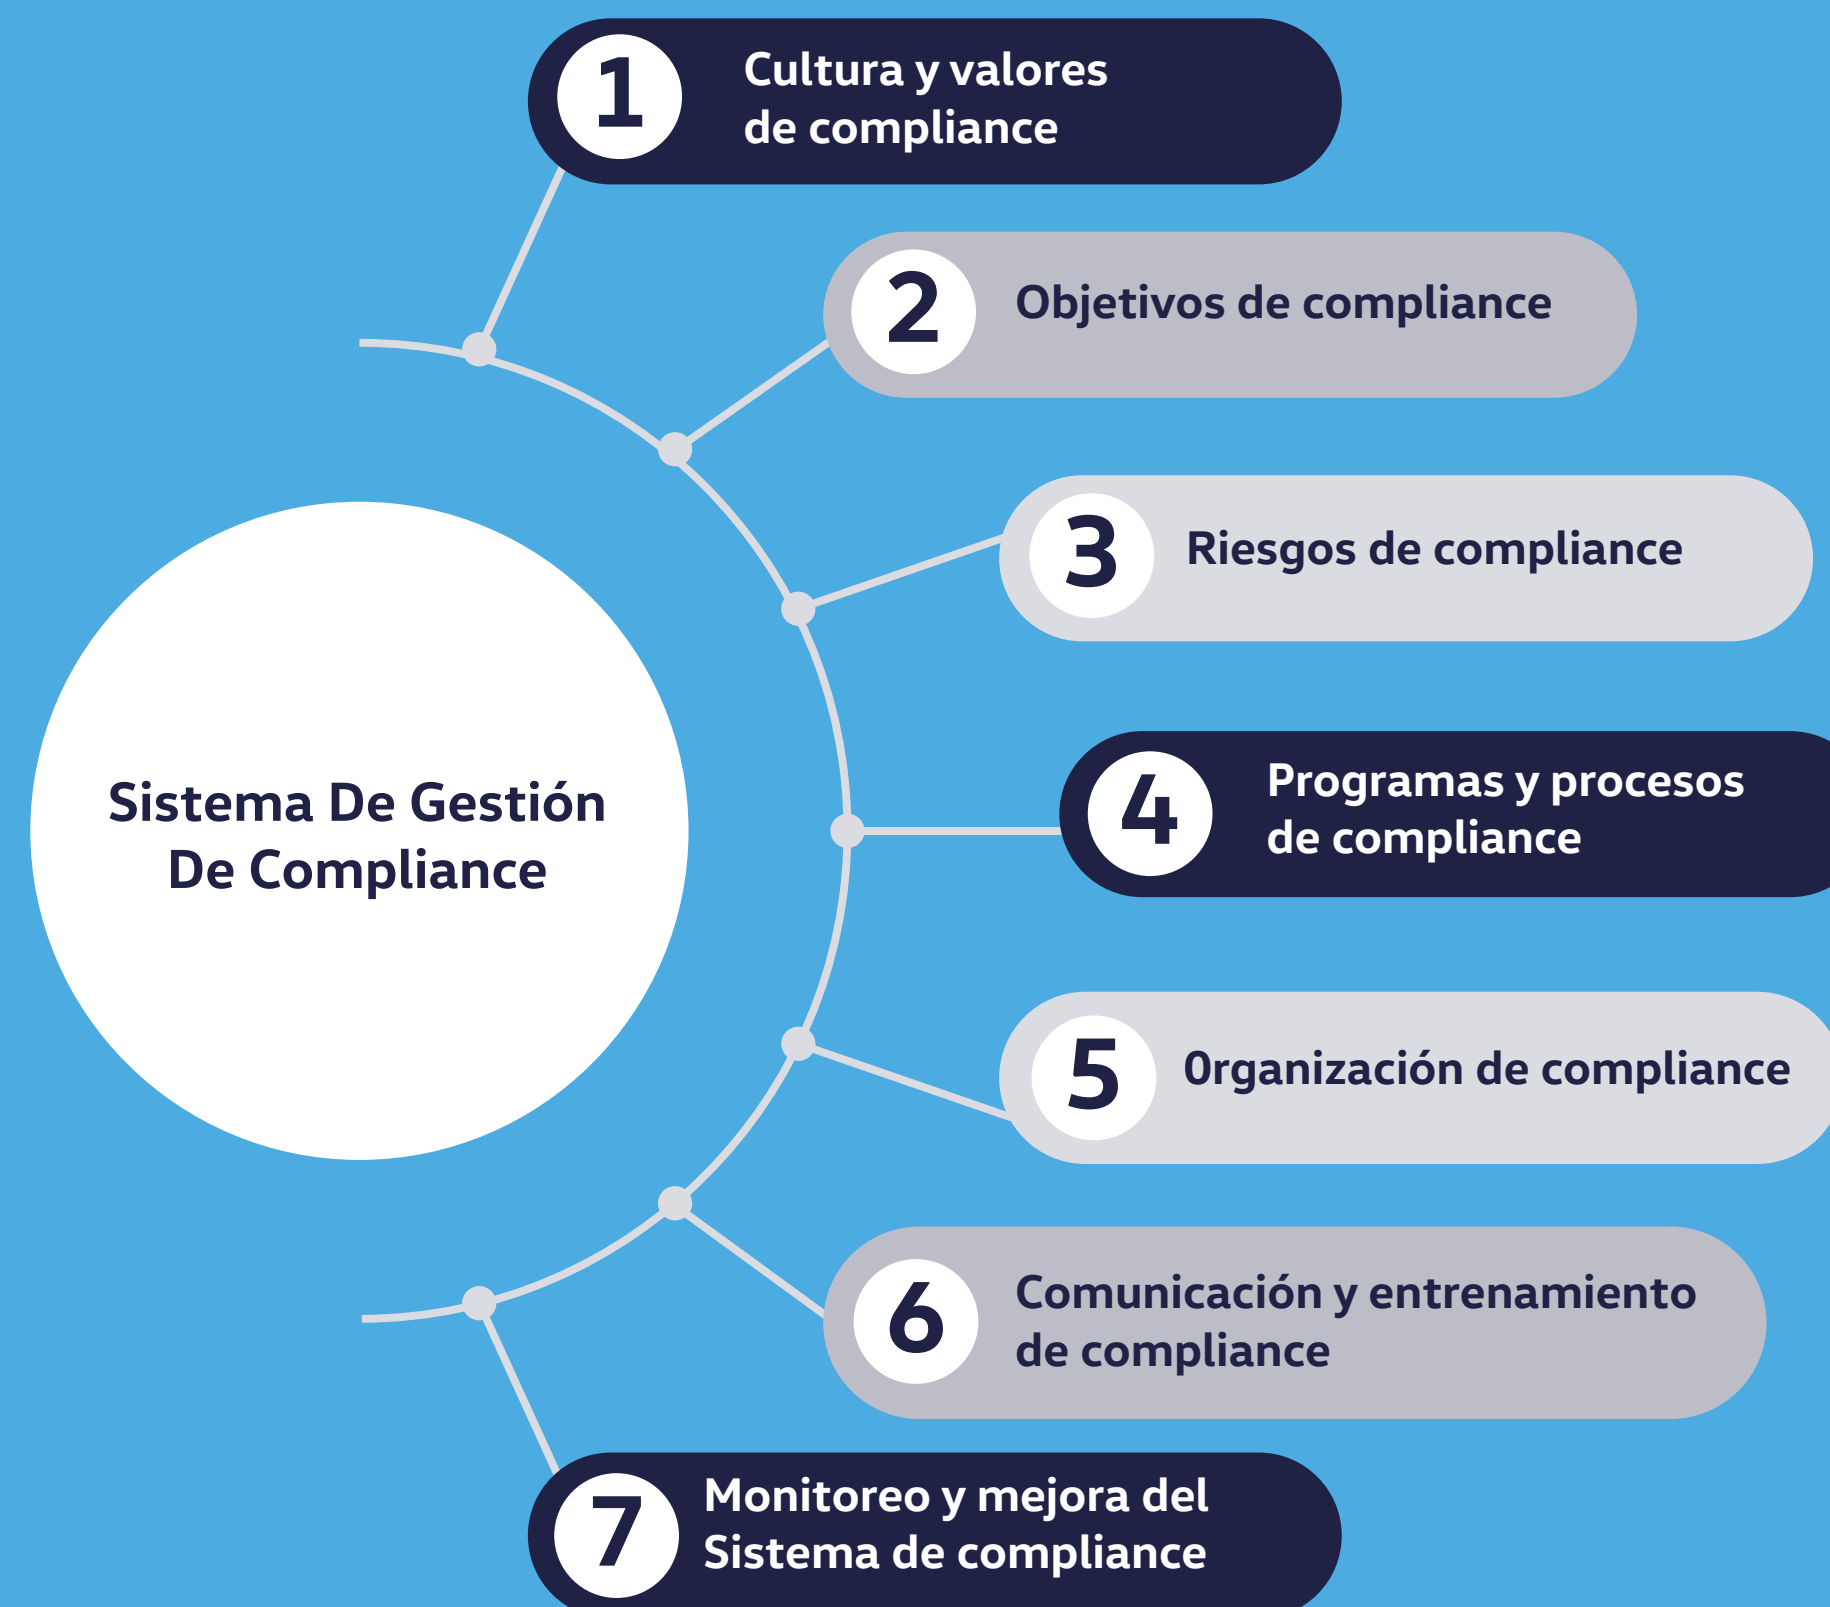 1
Cultura y valores
de compliance
2
Objetivos de compliance
3
Riesgos de compliance
Sistema De Gestión
De Compliance
4
Programas y procesos
de compliance
5
0rganización de compliance
6
Comunicación y entrenamiento
de compliance
7
Monitoreo y mejora del
Sistema de compliance